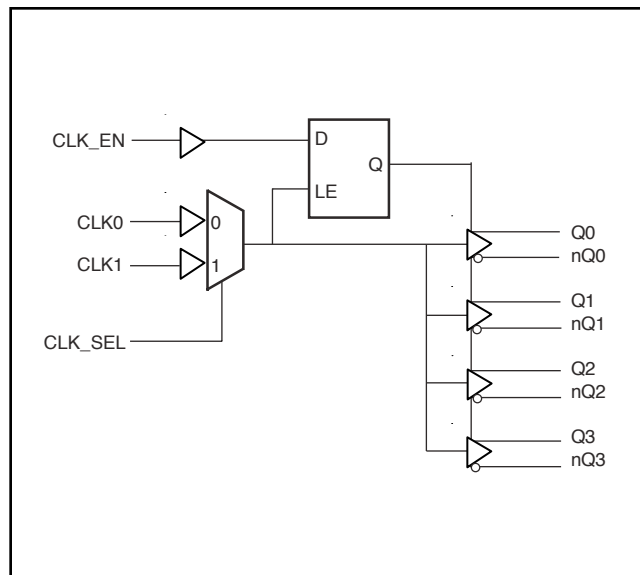 CLK_EN
D
Q
LE
CLK0
0
CLK1
1
CLK_SEL
Q0
nQ0
Q1
nQ1
Q2
nQ2
Q3
nQ3